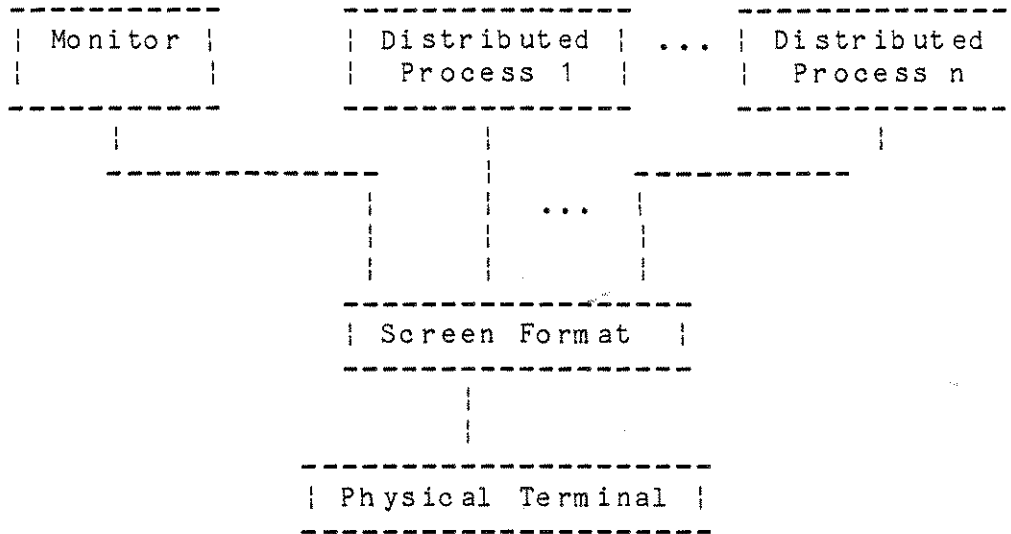 Monitor
Distributed
Process 1
...
Distributed
Process n
...
Screen Format
Physical Terminal